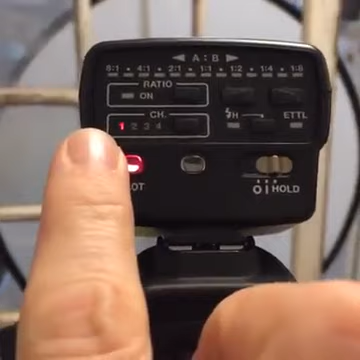 ◄ A:B ►
8:1 • 4:1 • 2:1 • 1:1 • 1:2 • 1:4 • 1:8
RATIO
ON
CH.
1 2 3 4
H ETTL
OT
O I HOLD